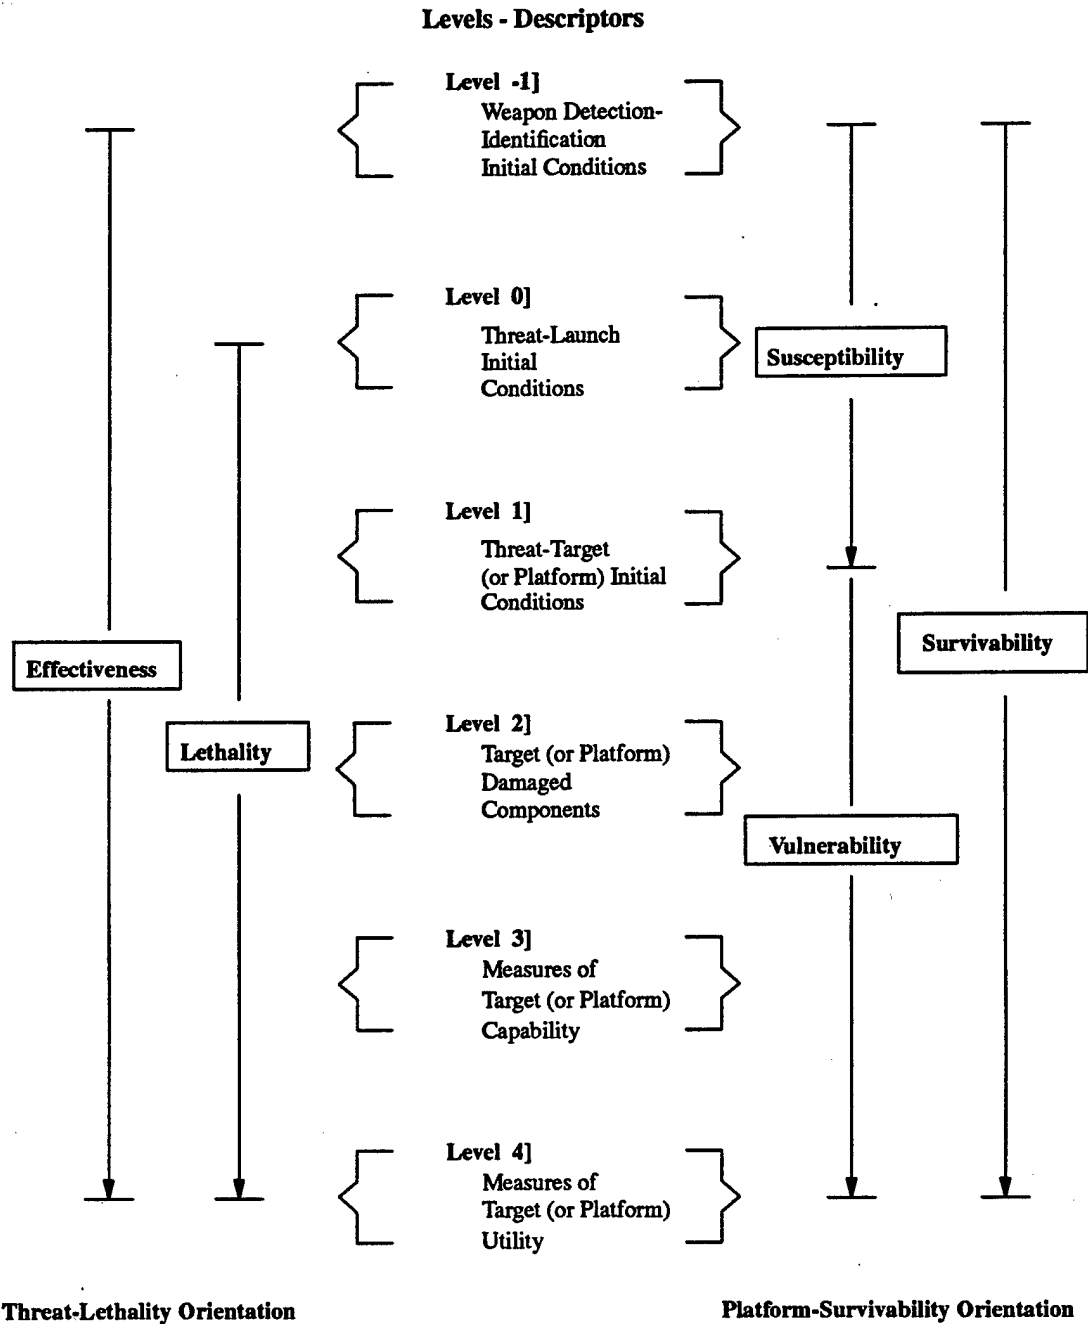 Levels - Descriptors
Level -1]
Weapon Detection-
Identification
Initial Conditions
Level 0]
Threat-Launch
Initial
Conditions
Susceptibility
Level 1]
Threat-Target
(or Platform) Initial
Conditions
Effectiveness
Survivability
Lethality
Level 2]
Target (or Platform)
Damaged
Components
Vulnerability
Level 3]
Measures of
Target (or Platform)
Capability
Level 4]
Measures of
Target (or Platform)
Utility
Threat-Lethality Orientation
Platform-Survivability Orientation